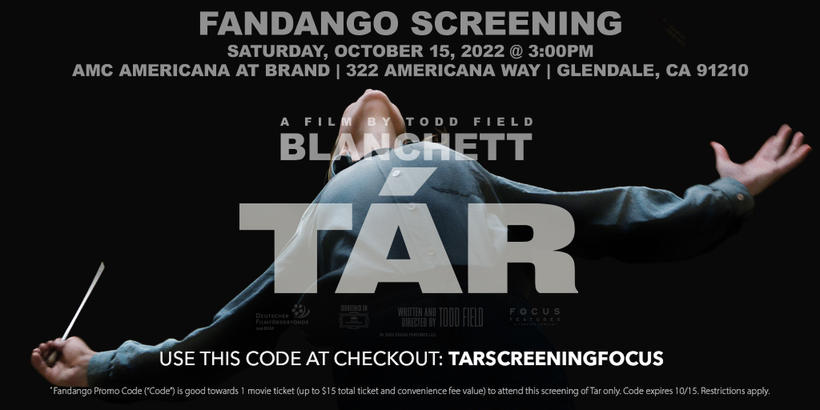 FANDANGO SCREENING
SATURDAY, OCTOBER 15, 2022 @ 3:00PM
AMC AMERICANA AT BRAND | 322 AMERICANA WAY | GLENDALE, CA 91210
A FILM BY TODD FIELD
BLANCHETT
TÁR
DEUTSCHER FILMFÖRDERFONDS
WRITTEN AND DIRECTED BY TODD FIELD
FOCUS FEATURES
USE THIS CODE AT CHECKOUT: TARSCREENINGFOCUS
*Fandango Promo Code ("Code") is good towards 1 movie ticket (up to $15 total ticket and convenience fee value) to attend this screening of Tar only. Code expires 10/15. Restrictions apply.